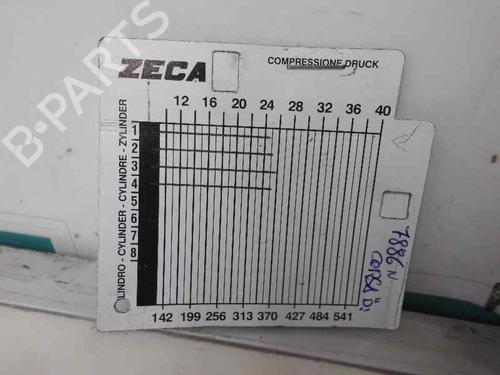 B-PARTS
ZECA
COMPRESSIONE DRUCK
12 16 20 24 28 32 36 40
CILINDRO - CYLINDER - CYLINDRE - ZYLINDER
1
2
3
4
5
6
7
8
142 199 256 313 370 427 484 541
7886 N